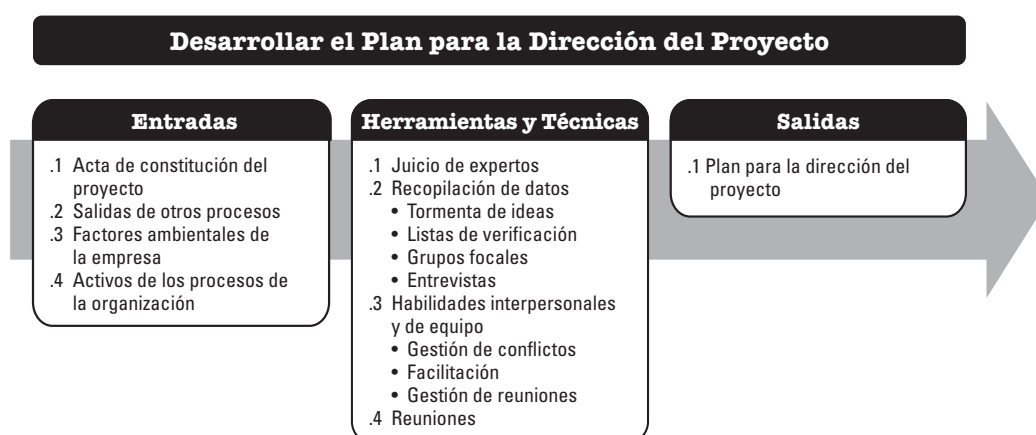 Desarrollar el Plan para la Dirección del Proyecto
Entradas
.1 Acta de constitución del
proyecto
.2 Salidas de otros procesos
.3 Factores ambientales de
la empresa
.4 Activos de los procesos de
la organización
Herramientas y Técnicas
.1 Juicio de expertos
.2 Recopilación de datos
• Tormenta de ideas
• Listas de verificación
• Grupos focales
• Entrevistas
.3 Habilidades interpersonales
y de equipo
• Gestión de conflictos
• Facilitación
• Gestión de reuniones
.4 Reuniones
Salidas
.1 Plan para la dirección del
proyecto